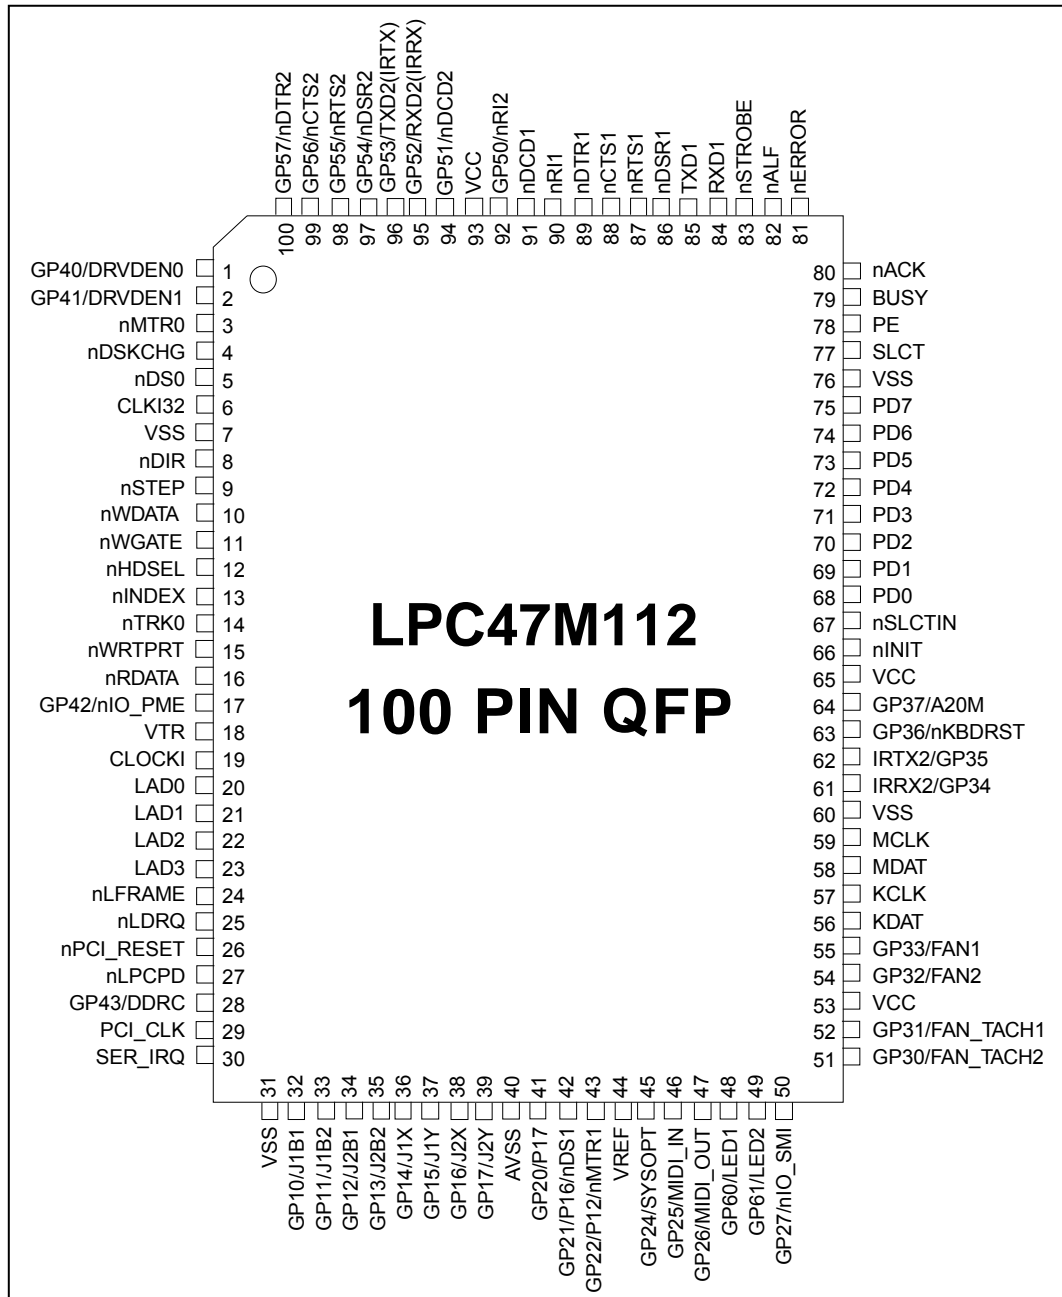 GP57/nDTR2
GP56/nCTS2
GP55/nRTS2
GP54/nDSR2
GP53/TXD2(IRTX)
GP52/RXD2(IRRX)
GP51/nDCD2
VCC
GP50/nRI2
nDCD1
nRI1
nDTR1
nCTS1
nRTS1
nDSR1
TXD1
RXD1
nSTROBE
nALF
nERROR
100
99
98
97
96
95
94
93
92
91
90
89
88
87
86
85
84
83
82
81
GP40/DRVDEN0 1
GP41/DRVDEN1 2
nMTR0 3
nDSKCHG 4
nDS0 5
CLKI32 6
VSS 7
nDIR 8
nSTEP 9
nWDATA 10
nWGATE 11
nHDSEL 12
nINDEX 13
nTRK0 14
nWRTPRT 15
nRDATA 16
GP42/nIO_PME 17
VTR 18
CLOCKI 19
LAD0 20
LAD1 21
LAD2 22
LAD3 23
nLFRAME 24
nLDRQ 25
nPCI_RESET 26
nLPCPD 27
GP43/DDRC 28
PCI_CLK 29
SER_IRQ 30
LPC47M112
100 PIN QFP
80 nACK
79 BUSY
78 PE
77 SLCT
76 VSS
75 PD7
74 PD6
73 PD5
72 PD4
71 PD3
70 PD2
69 PD1
68 PD0
67 nSLCTIN
66 nINIT
65 VCC
64 GP37/A20M
63 GP36/nKBDRST
62 IRTX2/GP35
61 IRRX2/GP34
60 VSS
59 MCLK
58 MDAT
57 KCLK
56 KDAT
55 GP33/FAN1
54 GP32/FAN2
53 VCC
52 GP31/FAN_TACH1
51 GP30/FAN_TACH2
31
32
33
34
35
36
37
38
39
40
41
42
43
44
45
46
47
48
49
50
VSS
GP10/J1B1
GP11/J1B2
GP12/J2B1
GP13/J2B2
GP14/J1X
GP15/J1Y
GP16/J2X
GP17/J2Y
AVSS
GP20/P17
GP21/P16/nDS1
GP22/P12/nMTR1
VREF
GP24/SYSOPT
GP25/MIDI_IN
GP26/MIDI_OUT
GP60/LED1
GP61/LED2
GP27/nIO_SMI